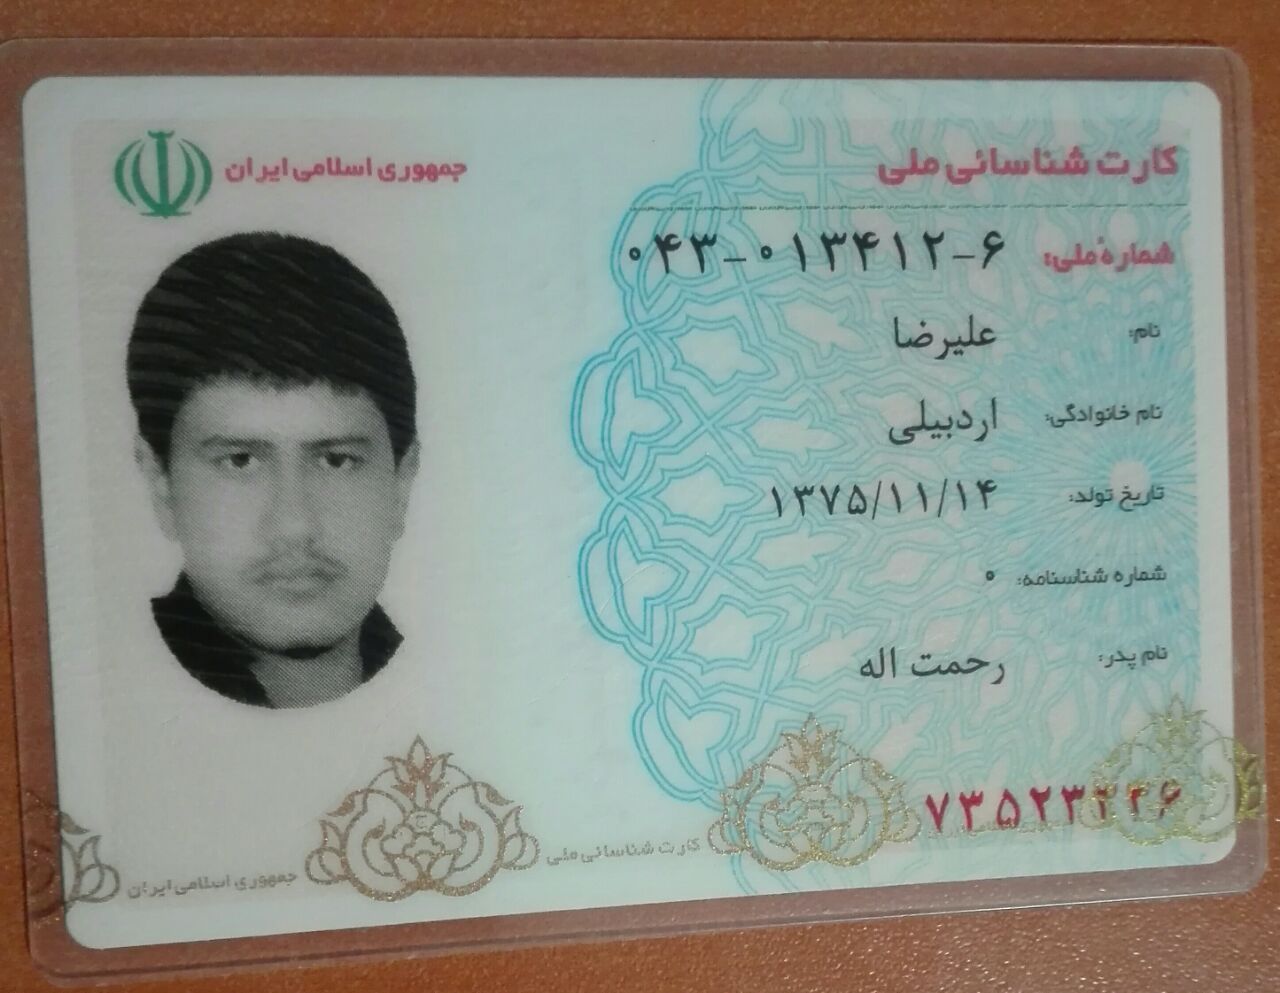 کارت شناسائی ملی
جمهوری اسلامی ایران
شمارهٔ ملی: ۰۴۳-۰۱۳۴۱۲-۶
نام: علیرضا
نام خانوادگی: اردبیلی
تاریخ تولد: ۱۳۷۵/۱۱/۱۴
شماره شناسنامه: ۰
نام پدر: رحمت اله
کارت شناسائی ملی
جمهوری اسلامی ایران